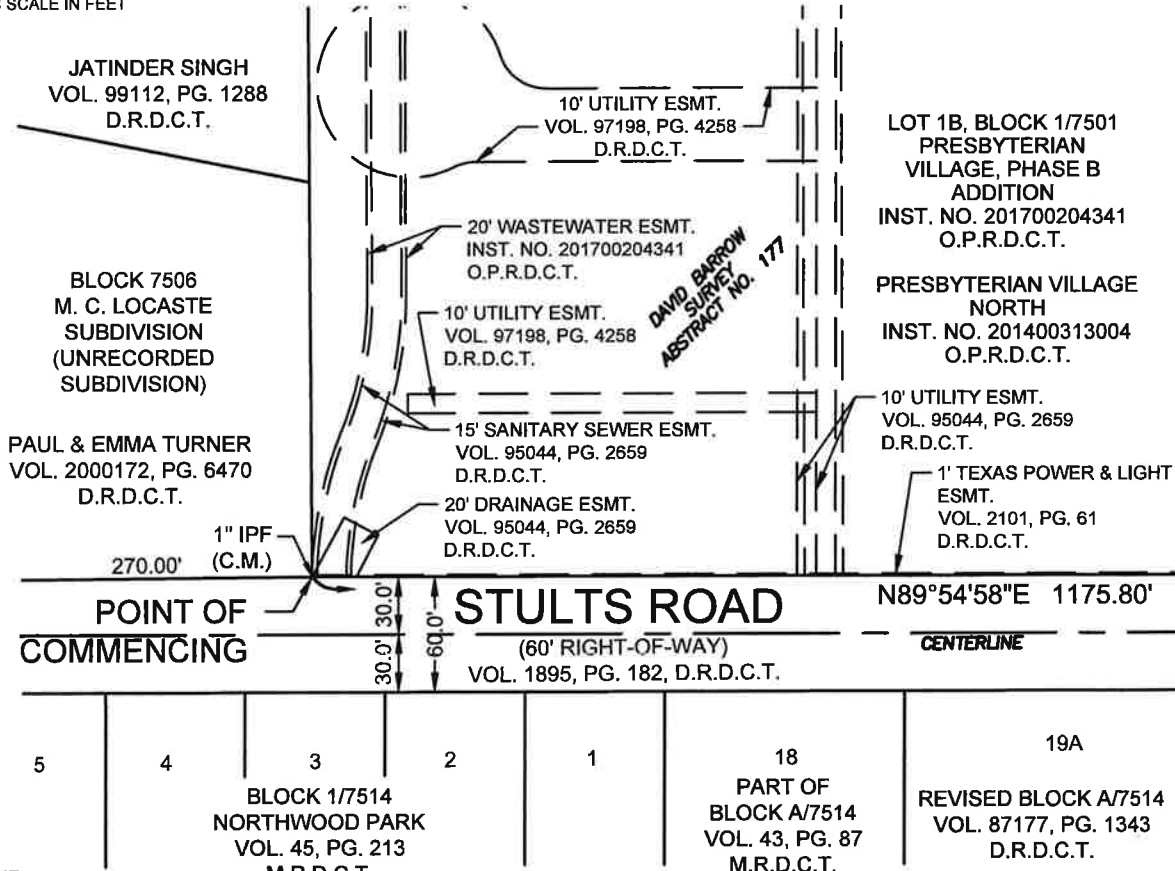 SCALE IN FEET
JATINDER SINGH
VOL. 99112, PG. 1288
D.R.D.C.T.
10' UTILITY ESMT.
VOL. 97198, PG. 4258
D.R.D.C.T.
LOT 1B, BLOCK 1/7501
PRESBYTERIAN
VILLAGE, PHASE B
ADDITION
INST. NO. 201700204341
O.P.R.D.C.T.
PRESBYTERIAN VILLAGE
NORTH
INST. NO. 201400313004
O.P.R.D.C.T.
20' WASTEWATER ESMT.
INST. NO. 201700204341
O.P.R.D.C.T.
DAVID BARROW
SURVEY
ABSTRACT NO. 177
BLOCK 7506
M. C. LOCASTE
SUBDIVISION
(UNRECORDED
SUBDIVISION)
10' UTILITY ESMT.
VOL. 97198, PG. 4258
D.R.D.C.T.
10' UTILITY ESMT.
VOL. 95044, PG. 2659
D.R.D.C.T.
15' SANITARY SEWER ESMT.
VOL. 95044, PG. 2659
D.R.D.C.T.
PAUL & EMMA TURNER
VOL. 2000172, PG. 6470
D.R.D.C.T.
1' TEXAS POWER & LIGHT
ESMT.
VOL. 2101, PG. 61
D.R.D.C.T.
20' DRAINAGE ESMT.
VOL. 95044, PG. 2659
D.R.D.C.T.
1" IPF
(C.M.)
270.00'
POINT OF
COMMENCING
30.0'
30.0'
60.0'
STULTS ROAD
(60' RIGHT-OF-WAY)
VOL. 1895, PG. 182, D.R.D.C.T.
N89°54'58"E 1175.80'
CENTERLINE
5
4
3
2
1
18
19A
BLOCK 1/7514
NORTHWOOD PARK
VOL. 45, PG. 213
M.R.D.C.T.
PART OF
BLOCK A/7514
VOL. 43, PG. 87
M.R.D.C.T.
REVISED BLOCK A/7514
VOL. 87177, PG. 1343
D.R.D.C.T.